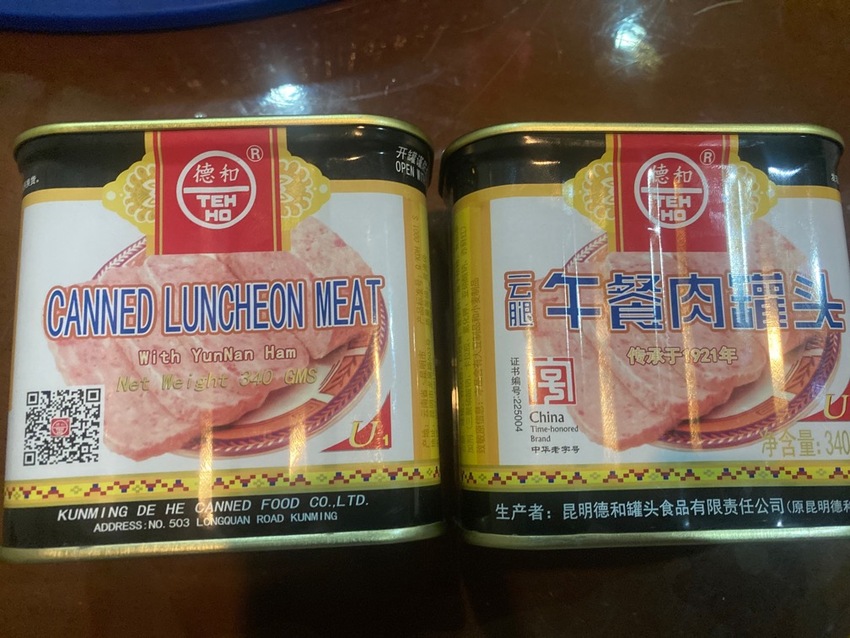 德和
®
TEH
HO
开罐
OPEN
CANNED LUNCHEON MEAT
With YunNan Ham
Net Weight 340 GMS
U
KUNMING DE HE CANNED FOOD CO.,LTD.
ADDRESS:NO. 503 LONGQUAN ROAD KUNMING
德和
®
TEH
HO
云腿
午餐肉罐头
传承于1921年
证书编号:225004
China
Time-honored
Brand
中华老字号
U
净含量:340
生产者：昆明德和罐头食品有限责任公司(原昆明德和